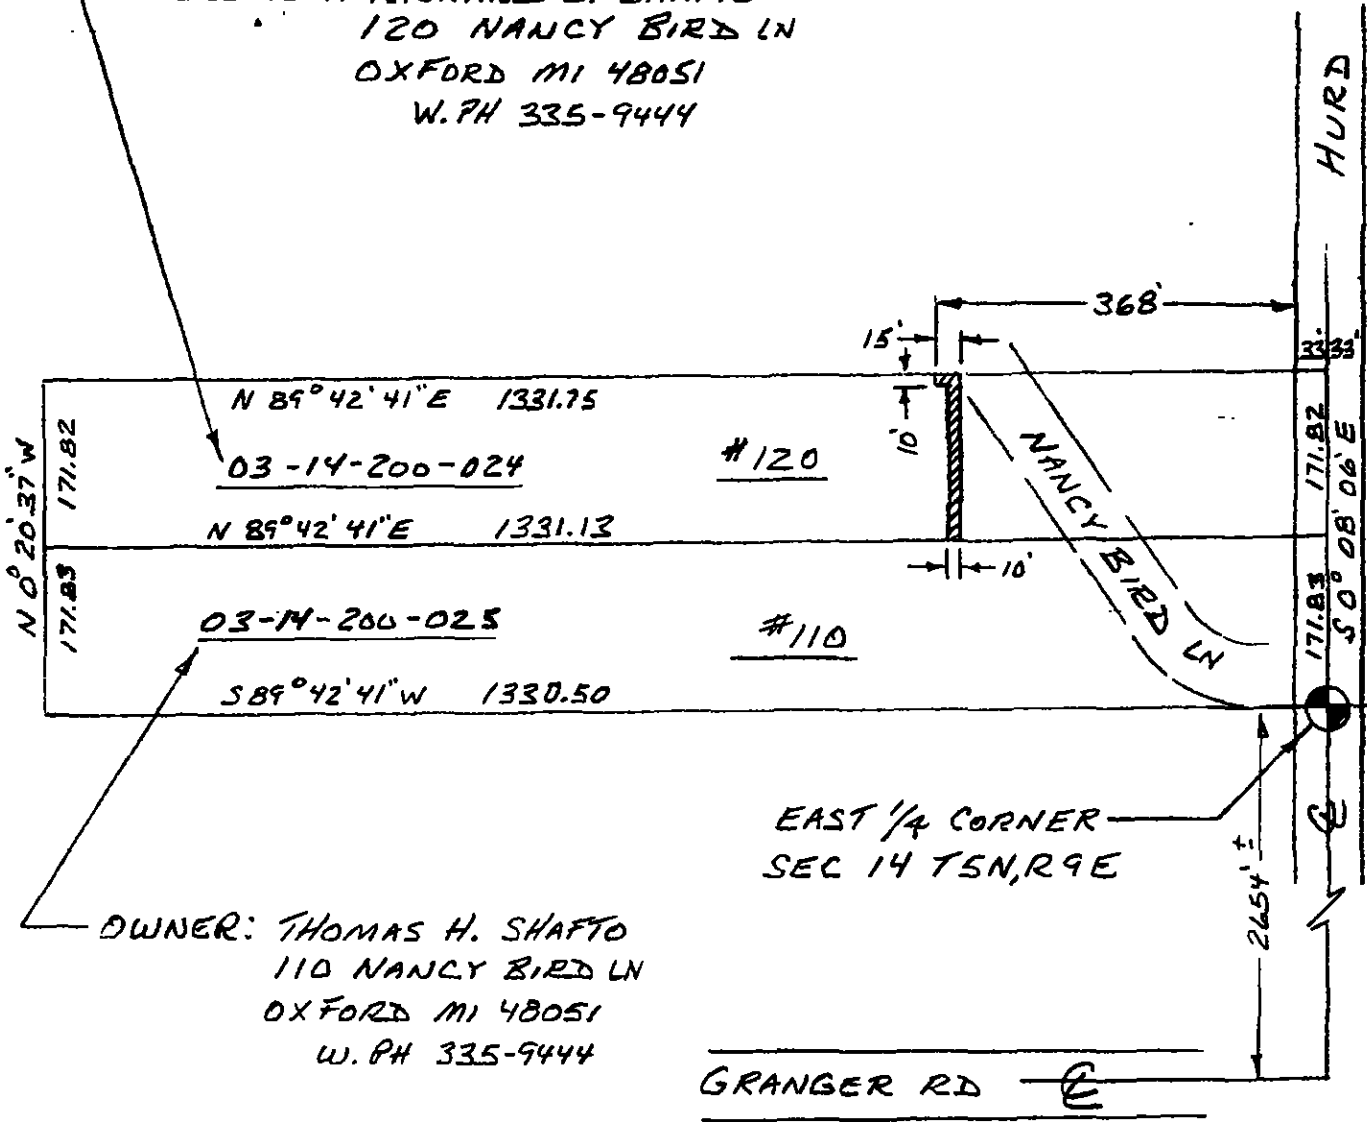 120 NANCY BIRD LN
OXFORD MI 48051
W. PH 335-9444
HURD
368'
15'
33' 33'
N 89° 42' 41" E 1331.75
10'
171.82
03-14-200-024
#120
171.82
N 0° 20' 37" W
N 89° 42' 41" E 1331.13
10'
NANCY BIRD LN
S 0° 08' 06" E
171.83
03-14-200-025
#110
171.83
S 89° 42' 41" W 1330.50
EAST 1/4 CORNER
SEC 14 T5N, R9E
℄
2654' ±
OWNER: THOMAS H. SHAFTO
110 NANCY BIRD LN
OXFORD MI 48051
W. PH 335-9444
GRANGER RD ℄